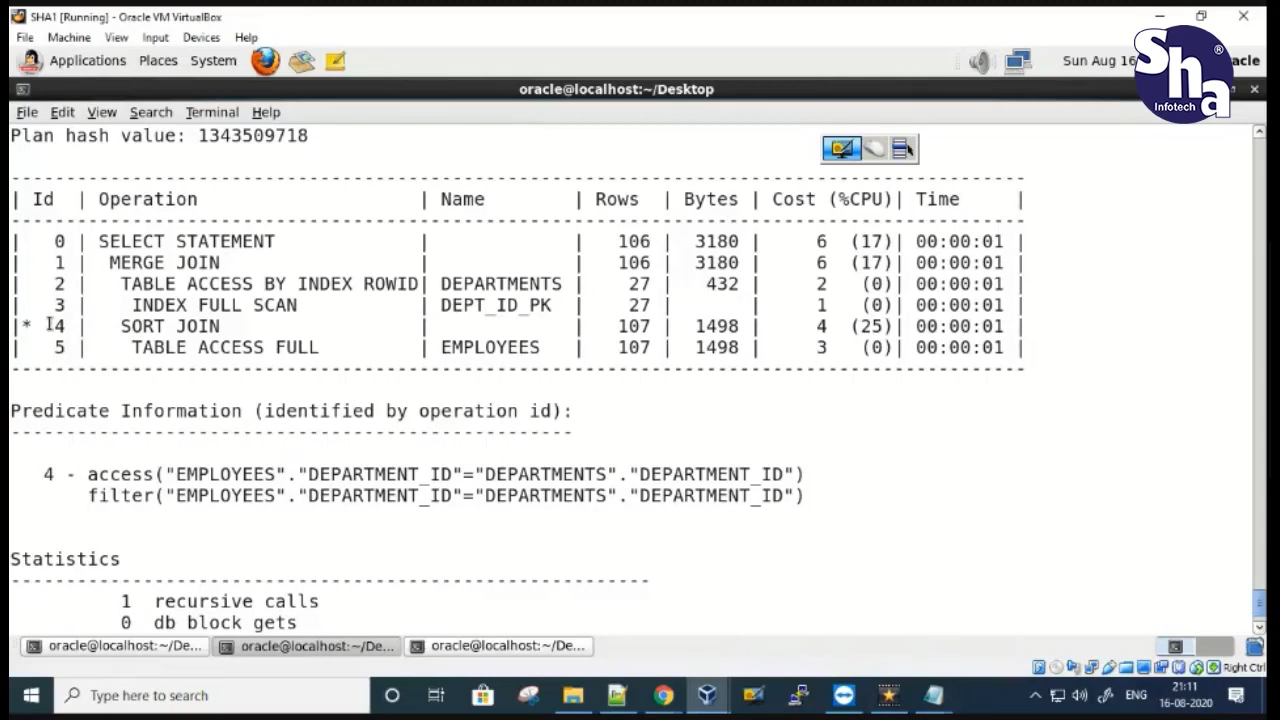 SHA1 [Running] - Oracle VM VirtualBox
File Machine View Input Devices Help
Applications Places System Sun Aug 16 acle
Sha ®
Infotech
oracle@localhost:~/Desktop
File Edit View Search Terminal Help
Plan hash value: 1343509718
--------------------------------------------------------------------------------------------
| Id | Operation | Name | Rows | Bytes | Cost (%CPU)| Time |
--------------------------------------------------------------------------------------------
| 0 | SELECT STATEMENT | | 106 | 3180 | 6 (17)| 00:00:01 |
| 1 | MERGE JOIN | | 106 | 3180 | 6 (17)| 00:00:01 |
| 2 | TABLE ACCESS BY INDEX ROWID| DEPARTMENTS | 27 | 432 | 2 (0)| 00:00:01 |
| 3 | INDEX FULL SCAN | DEPT_ID_PK | 27 | | 1 (0)| 00:00:01 |
|* 4 | SORT JOIN | | 107 | 1498 | 4 (25)| 00:00:01 |
| 5 | TABLE ACCESS FULL | EMPLOYEES | 107 | 1498 | 3 (0)| 00:00:01 |
--------------------------------------------------------------------------------------------
Predicate Information (identified by operation id):
---------------------------------------------------
4 - access("EMPLOYEES"."DEPARTMENT_ID"="DEPARTMENTS"."DEPARTMENT_ID")
filter("EMPLOYEES"."DEPARTMENT_ID"="DEPARTMENTS"."DEPARTMENT_ID")
Statistics
----------------------------------------------------------
1 recursive calls
0 db block gets
oracle@localhost:~/De... oracle@localhost:~/De... oracle@localhost:~/De...
Right Ctrl
Type here to search ENG 21:11
16-08-2020